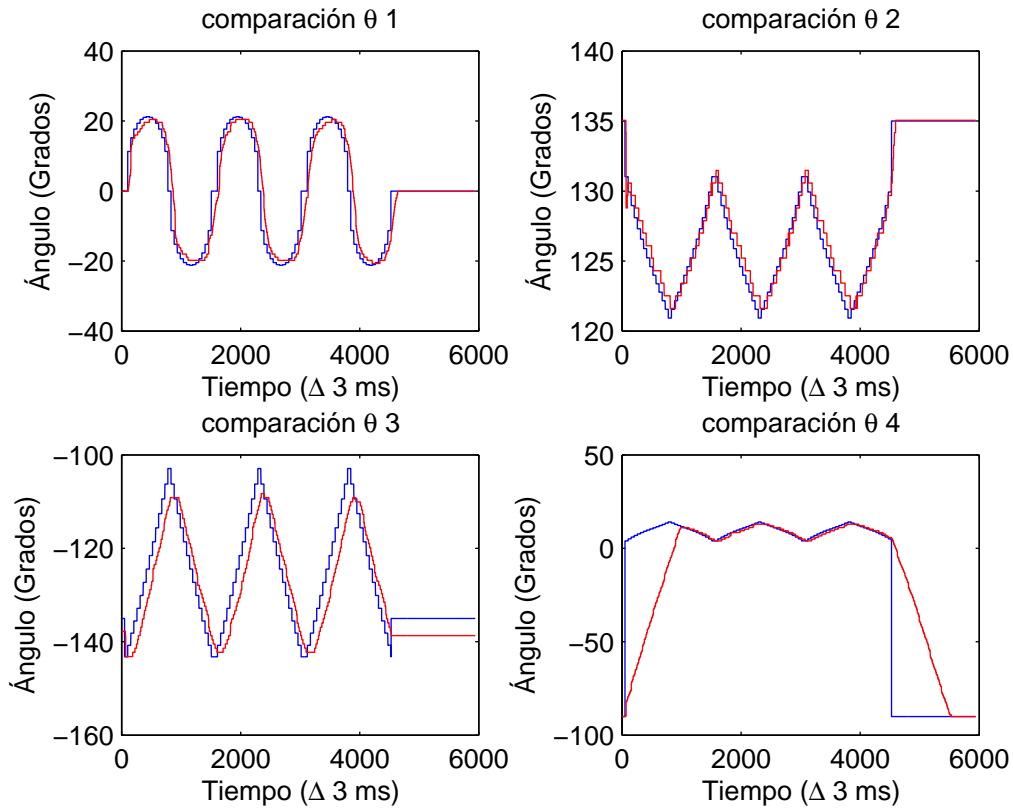 comparación θ 1
40
20
0
−20
−40
Ángulo (Grados)
0 2000 4000 6000
Tiempo (Δ 3 ms)
comparación θ 2
140
135
130
125
120
Ángulo (Grados)
0 2000 4000 6000
Tiempo (Δ 3 ms)
comparación θ 3
−100
−120
−140
−160
Ángulo (Grados)
0 2000 4000 6000
Tiempo (Δ 3 ms)
comparación θ 4
50
0
−50
−100
Ángulo (Grados)
0 2000 4000 6000
Tiempo (Δ 3 ms)